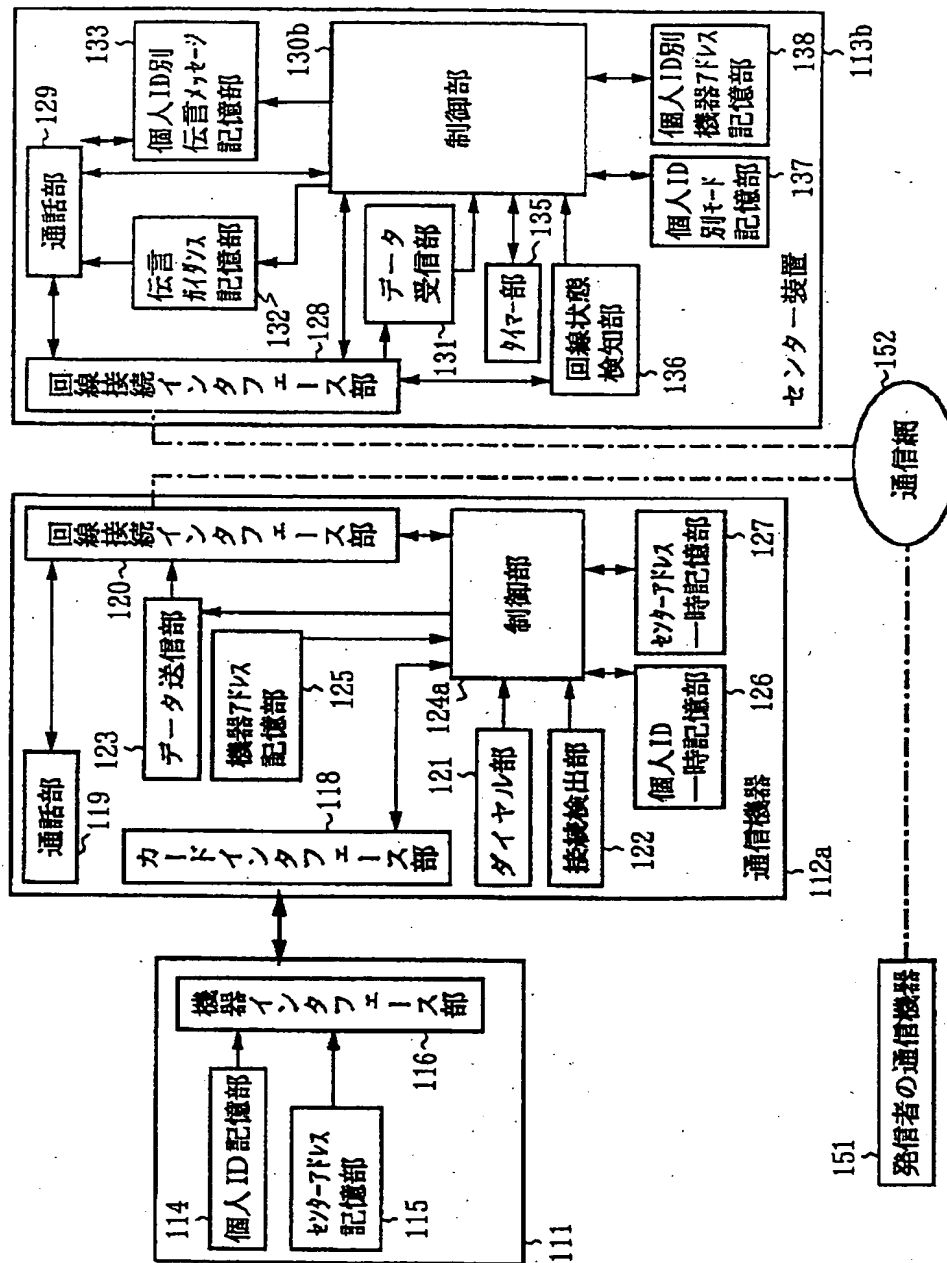 111
114
個人ID記憶部
センターアドレス
記憶部
115
機器インタフェース部
116
通話部
119
カードインタフェース部
118
データ送信部
123
機器アドレス
記憶部
125
回線接続インタフェース部
120
制御部
124a
ダイヤル部
121
接続検出部
122
個人ID
一時記憶部
126
センターアドレス
一時記憶部
127
通信機器
112a
回線接続インタフェース部
128
通話部
129
伝言
ガイダンス
記憶部
132
個人ID別
伝言メッセージ
記憶部
133
制御部
130b
データ
受信部
131
タイマー部
135
回線状態
検知部
136
個人ID
別モード
記憶部
137
個人ID別
機器アドレス
記憶部
138
センター装置
113b
発信者の通信機器
151
通信網
152